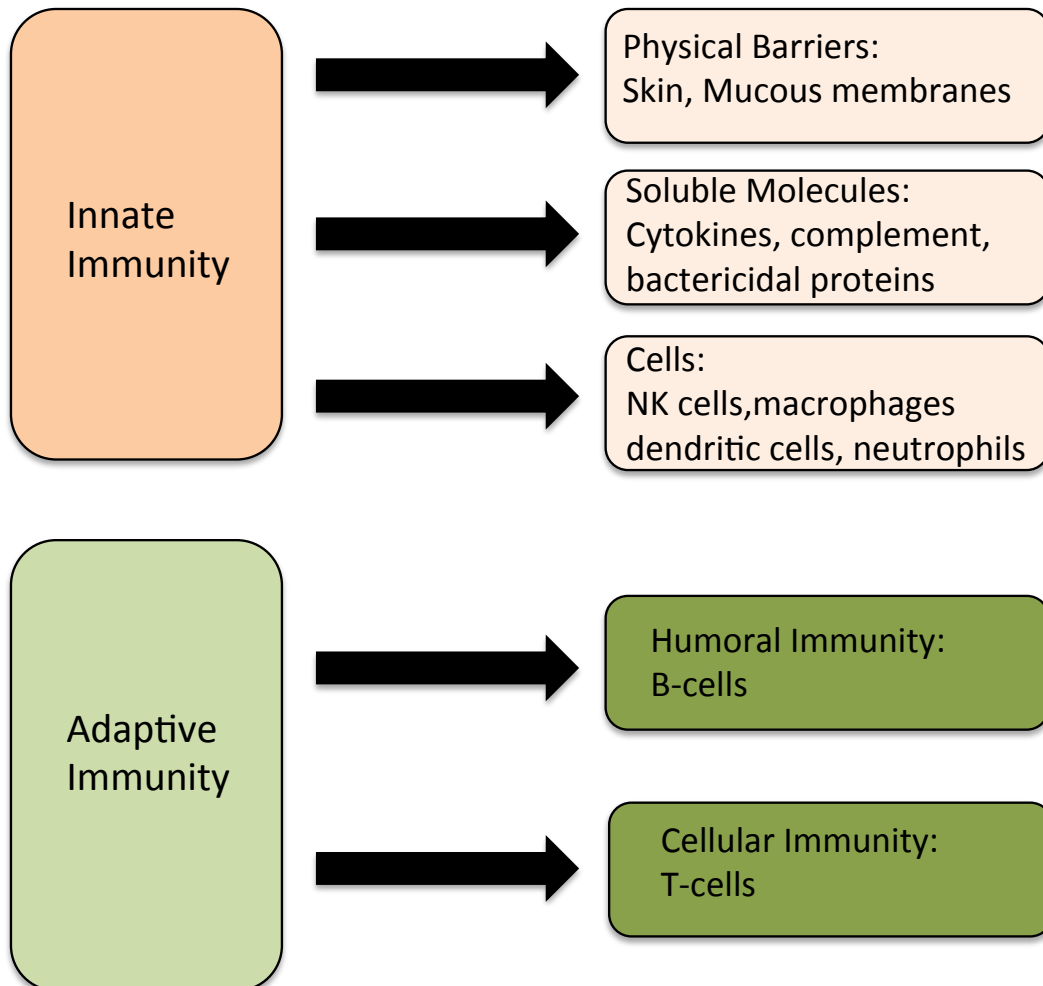 Innate
Immunity
Physical Barriers:
Skin, Mucous membranes
Soluble Molecules:
Cytokines, complement,
bactericidal proteins
Cells:
NK cells,macrophages
dendritic cells, neutrophils
Adaptive
Immunity
Humoral Immunity:
B-cells
Cellular Immunity:
T-cells